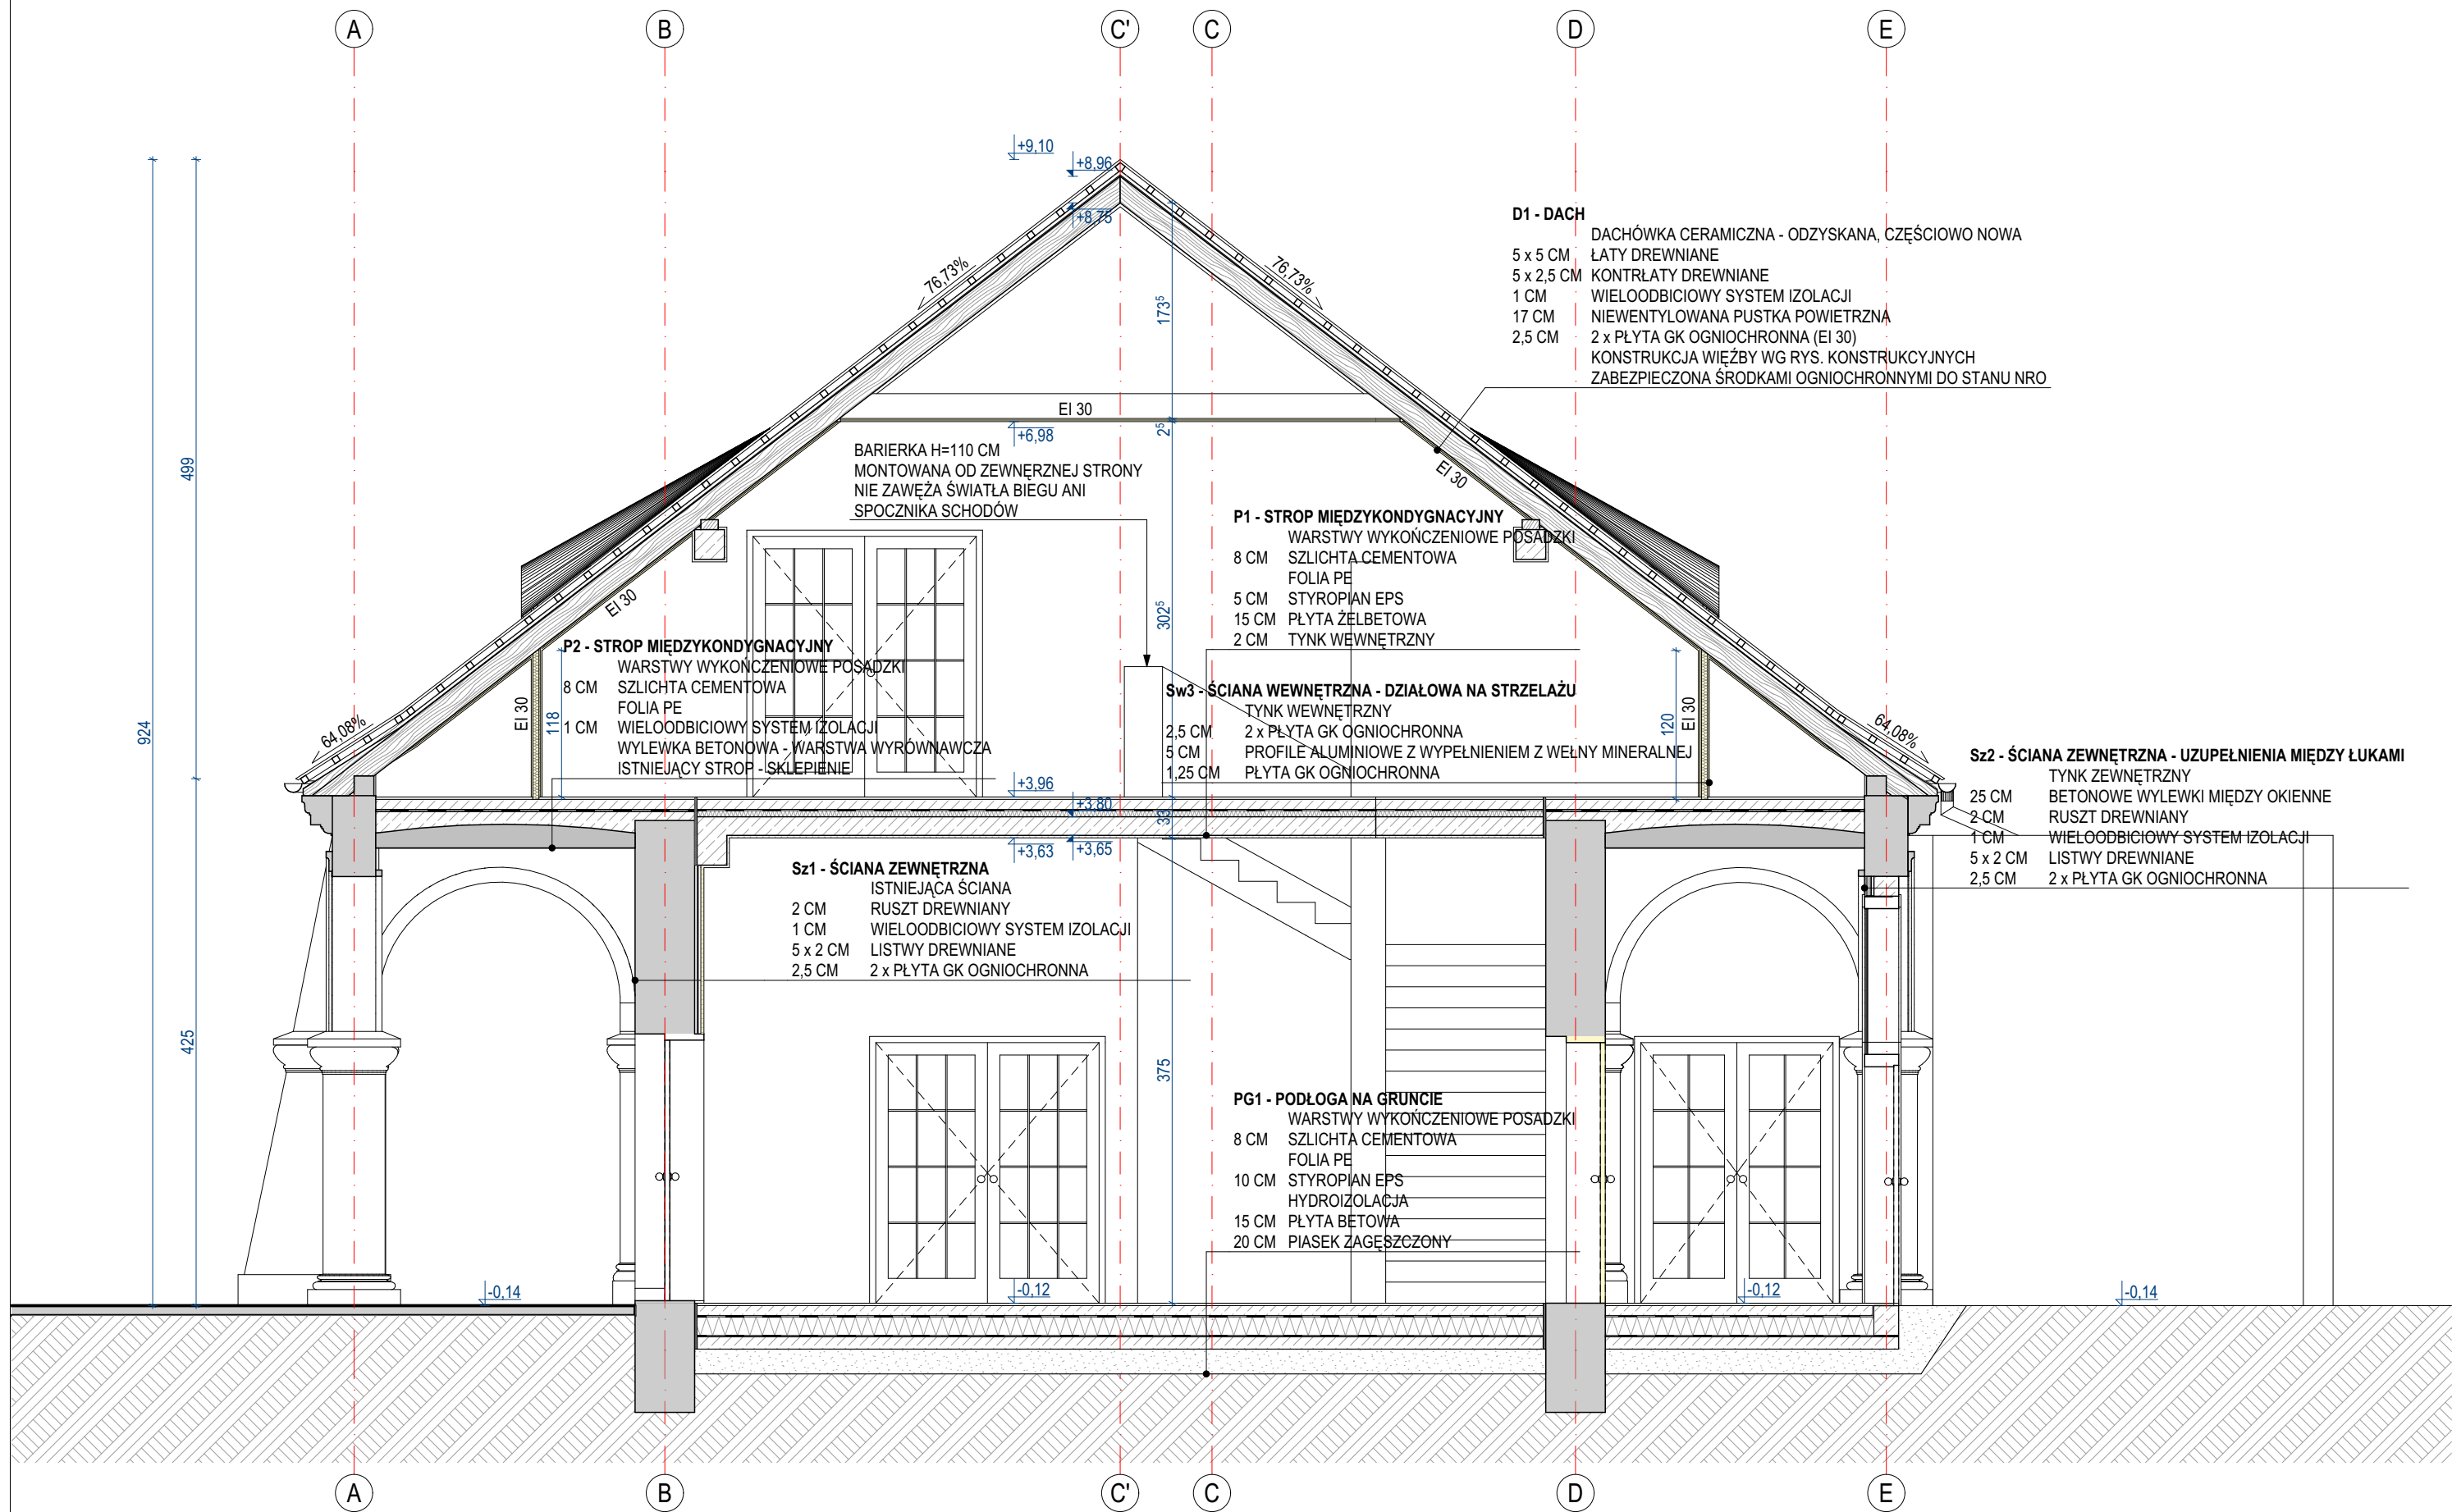 A B C' C D E
+9,10
+8,96
+8,75
D1 - DACH
DACHÓWKA CERAMICZNA - ODZYSKANA, CZĘŚCIOWO NOWA
5 x 5 CM ŁATY DREWNIANE
5 x 2,5 CM KONTRŁATY DREWNIANE
1 CM WIELOODBICIOWY SYSTEM IZOLACJI
17 CM NIEWENTYLOWANA PUSTKA POWIETRZNA
2,5 CM 2 x PŁYTA GK OGNIOCHRONNA (EI 30)
KONSTRUKCJA WIĘŹBY WG RYS. KONSTRUKCYJNYCH
ZABEZPIECZONA ŚRODKAMI OGNIOCHRONNYMI DO STANU NRO
76,73%
76,73%
173⁵
EI 30
+6,98
2⁵
EI 30
499
924
BARIERKA H=110 CM
MONTOWANA OD ZEWNĘRZNEJ STRONY
NIE ZAWĘŻA ŚWIATŁA BIEGU ANI
SPOCZNIKA SCHODÓW
P1 - STROP MIĘDZYKONDYGNACYJNY
WARSTWY WYKOŃCZENIOWE POSADZKI
8 CM SZLICHTA CEMENTOWA
FOLIA PE
5 CM STYROPIAN EPS
15 CM PŁYTA ŻELBETOWA
2 CM TYNK WEWNĘTRZNY
302⁵
EI 30
P2 - STROP MIĘDZYKONDYGNACYJNY
WARSTWY WYKOŃCZENIOWE POSADZKI
8 CM SZLICHTA CEMENTOWA
FOLIA PE
1 CM WIELOODBICIOWY SYSTEM IZOLACJI
WYLEWKA BETONOWA - WARSTWA WYRÓWNAWCZA
ISTNIEJĄCY STROP - SKLEPIENIE
EI 30
118
64,08%
Sw3 - ŚCIANA WEWNĘTRZNA - DZIAŁOWA NA STRZELAŻU
TYNK WEWNĘTRZNY
2,5 CM 2 x PŁYTA GK OGNIOCHRONNA
5 CM PROFILE ALUMINIOWE Z WYPEŁNIENIEM Z WEŁNY MINERALNEJ
1,25 CM PŁYTA GK OGNIOCHRONNA
120
EI 30
64,08%
Sz2 - ŚCIANA ZEWNĘTRZNA - UZUPEŁNIENIA MIĘDZY ŁUKAMI
TYNK ZEWNĘTRZNY
25 CM BETONOWE WYLEWKI MIĘDZY OKIENNE
2 CM RUSZT DREWNIANY
1 CM WIELOODBICIOWY SYSTEM IZOLACJI
5 x 2 CM LISTWY DREWNIANE
2,5 CM 2 x PŁYTA GK OGNIOCHRONNA
+3,96
+3,80
33
+3,63
+3,65
Sz1 - ŚCIANA ZEWNĘTRZNA
ISTNIEJĄCA ŚCIANA
2 CM RUSZT DREWNIANY
1 CM WIELOODBICIOWY SYSTEM IZOLACJI
5 x 2 CM LISTWY DREWNIANE
2,5 CM 2 x PŁYTA GK OGNIOCHRONNA
425
375
PG1 - PODŁOGA NA GRUNCIE
WARSTWY WYKOŃCZENIOWE POSADZKI
8 CM SZLICHTA CEMENTOWA
FOLIA PE
10 CM STYROPIAN EPS
HYDROIZOLACJA
15 CM PŁYTA BETOWA
20 CM PIASEK ZAGĘSZCZONY
-0,14
-0,12
-0,12
-0,14
A B C' C D E